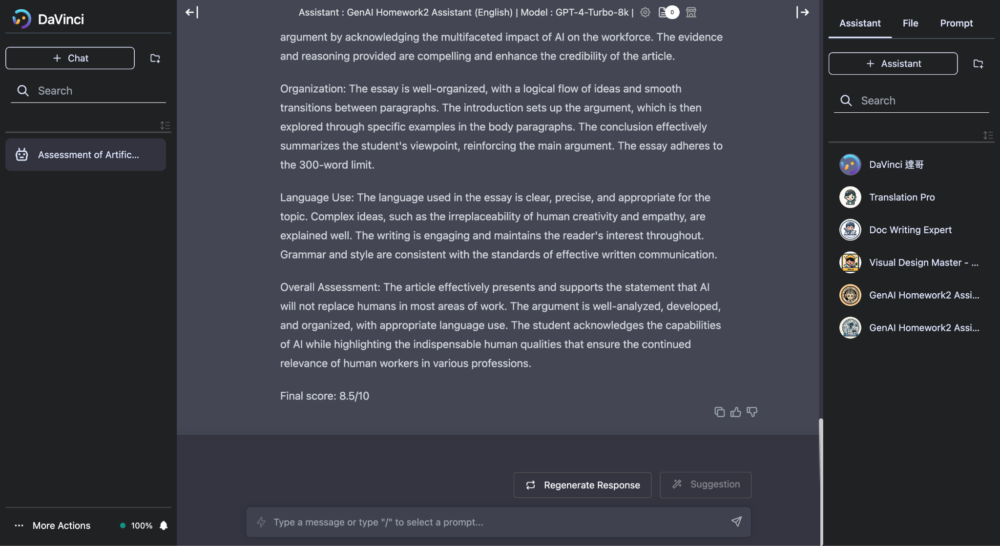 DaVinci
+ Chat
Search
Assessment of Artific...
... More Actions
100%
Assistant : GenAI Homework2 Assistant (English) | Model : GPT-4-Turbo-8k |
0
argument by acknowledging the multifaceted impact of AI on the workforce. The evidence
and reasoning provided are compelling and enhance the credibility of the article.
Organization: The essay is well-organized, with a logical flow of ideas and smooth
transitions between paragraphs. The introduction sets up the argument, which is then
explored through specific examples in the body paragraphs. The conclusion effectively
summarizes the student's viewpoint, reinforcing the main argument. The essay adheres to
the 300-word limit.
Language Use: The language used in the essay is clear, precise, and appropriate for the
topic. Complex ideas, such as the irreplaceability of human creativity and empathy, are
explained well. The writing is engaging and maintains the reader's interest throughout.
Grammar and style are consistent with the standards of effective written communication.
Overall Assessment: The article effectively presents and supports the statement that AI
will not replace humans in most areas of work. The argument is well-analyzed, developed,
and organized, with appropriate language use. The student acknowledges the capabilities
of AI while highlighting the indispensable human qualities that ensure the continued
relevance of human workers in various professions.
Final score: 8.5/10
Regenerate Response
Suggestion
Type a message or type "/" to select a prompt...
Assistant File Prompt
+ Assistant
Search
DaVinci 達哥
Translation Pro
Doc Writing Expert
Visual Design Master - ...
GenAI Homework2 Assi...
GenAI Homework2 Assi...